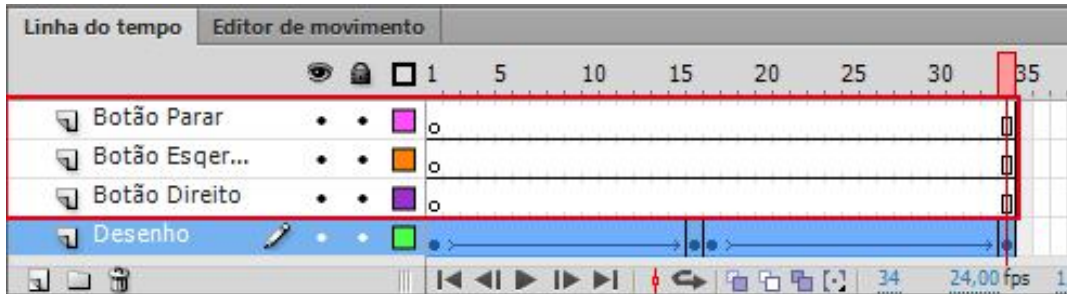 Linha do tempo Editor de movimento
1 5 10 15 20 25 30 35
Botão Parar
Botão Esqer...
Botão Direito
Desenho
34 24,00 fps 1